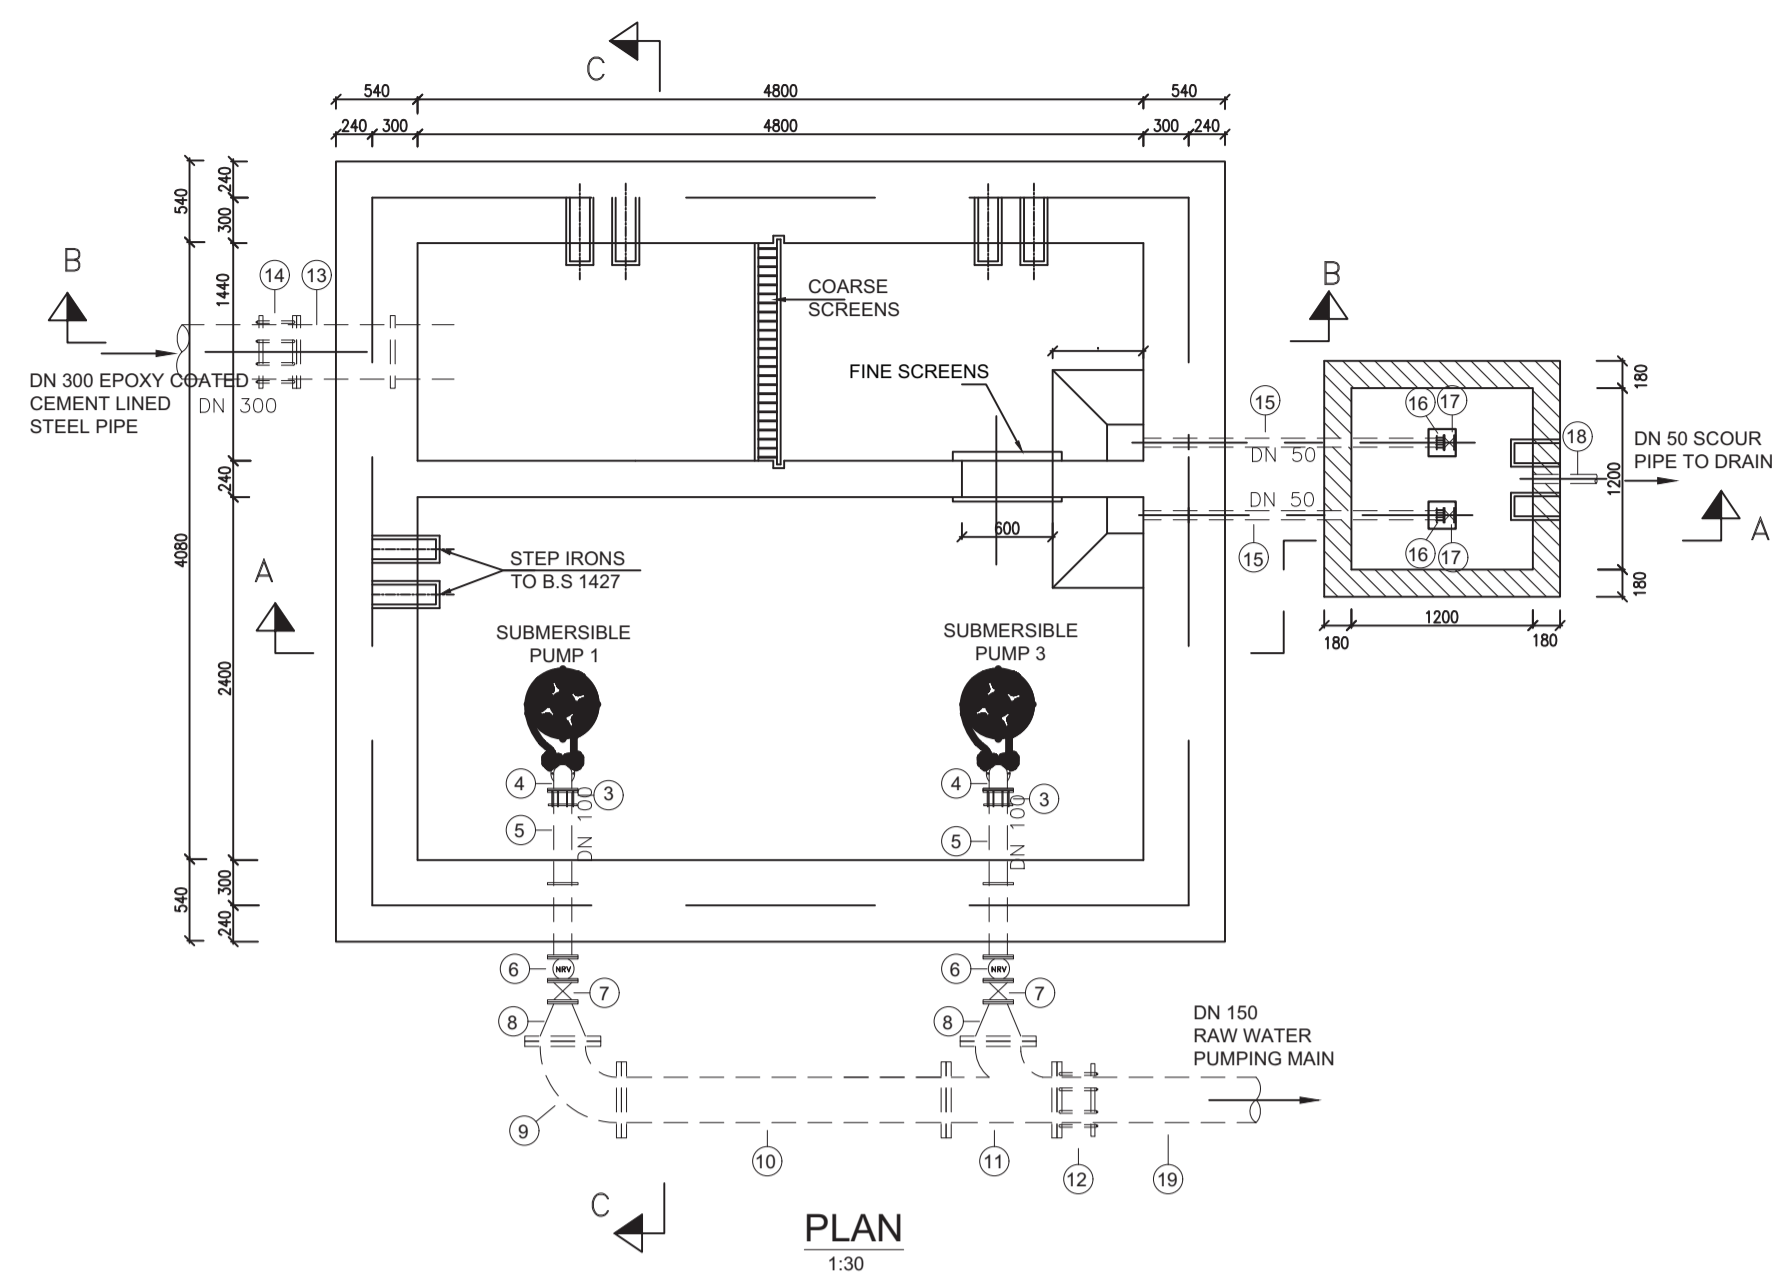 C
540
4800
540
240
300
4800
300
240
540
240
300
B
14
13
1440
COARSE
SCREENS
B
DN 300 EPOXY COATED
CEMENT LINED
STEEL PIPE
DN 300
FINE SCREENS
180
15
16
17
DN 50
18
DN 50 SCOUR
PIPE TO DRAIN
1200
240
DN 50
600
15
16
17
A
4080
A
STEP IRONS
TO B.S 1427
180
1200
180
180
SUBMERSIBLE
PUMP 1
SUBMERSIBLE
PUMP 3
2400
4
3
4
3
DN 100
DN 100
5
5
540
300
240
6
NRV
6
NRV
7
7
8
8
DN 150
RAW WATER
PUMPING MAIN
9
10
11
12
19
C
PLAN
1:30